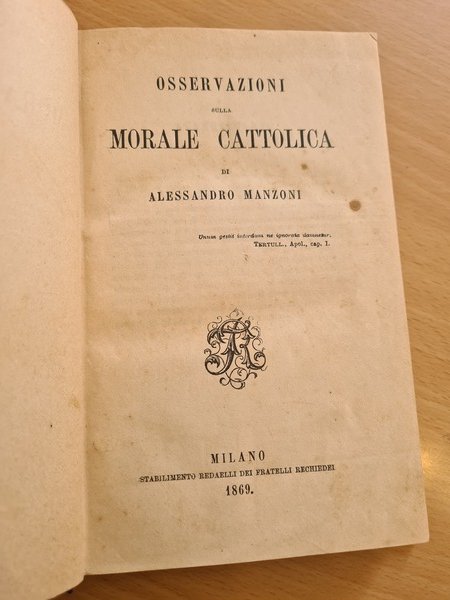 OSSERVAZIONI
SULLA
MORALE CATTOLICA
DI
ALESSANDRO MANZONI
Unum gestit interdum ne ignorata damnetur.
TERTULL., Apol., cap. 1.
FR
MILANO
STABILIMENTO REDAELLI DEI FRATELLI RECHIEDEI
1869.